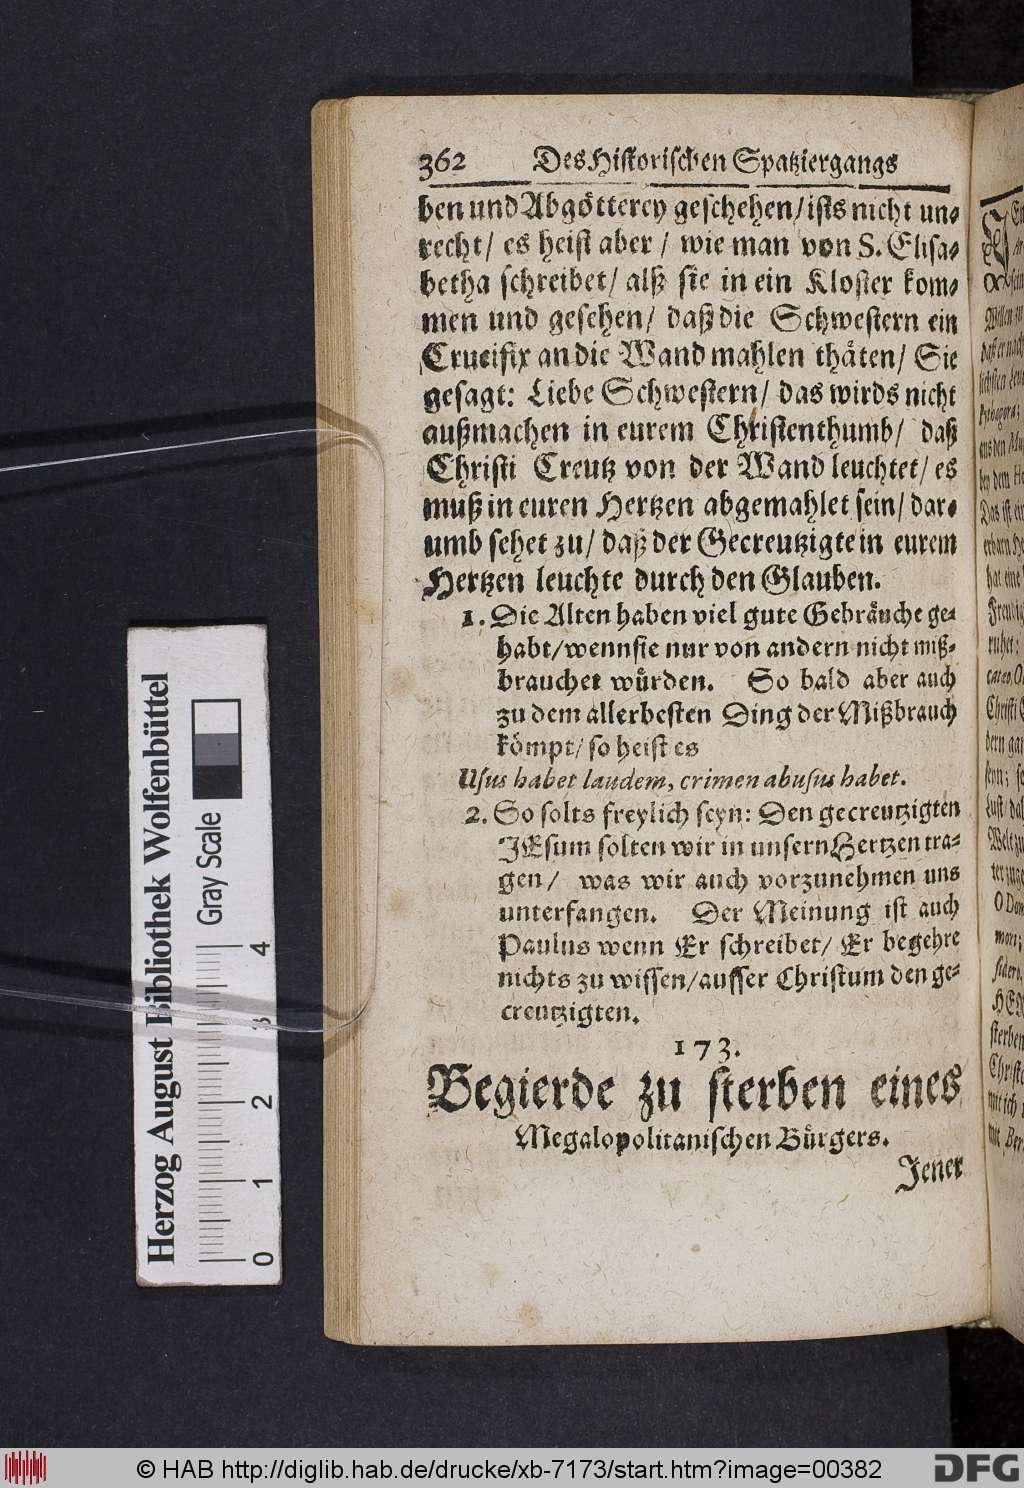 362 Des Historischen Spatziergangs
ben und Abgötterey geschehen/ ists nicht un-
recht/ es heist aber / wie man von S. Elisa-
betha schreibet/ alß sie in ein Kloster kom-
men und gesehen/ daß die Schwestern ein
Crucifix an die Wand mahlen thäten/ Sie
gesagt: Liebe Schwestern/ das wirds nicht
außmachen in eurem Christenthumb/ daß
Christi Creutz von der Wand leuchtet/ es
muß in euren Hertzen abgemahlet sein/ dar-
umb sehet zu/ daß der Gecreutzigte in eurem
Hertzen leuchte durch den Glauben.
1. Die Alten haben viel gute Gebräuche ge-
habt/ wenn sie nur von andern nicht miß-
brauchet würden. So bald aber auch
zu dem allerbesten Ding der Mißbrauch
kömpt/ so heist es
Usus habet laudem, crimen abusus habet.
2. So solts freylich seyn: Den gecreutzigten
JEsum solten wir in unsern Hertzen tra-
gen/ was wir auch vorzunehmen uns
unterfangen. Der Meinung ist auch
Paulus wenn Er schreibet/ Er begehre
nichts zu wissen/ ausser Christum den ge-
creutzigten.
173.
Begierde zu sterben eines
Megalopolitanischen Bürgers.
Jener
Herzog August Bibliothek Wolfenbüttel
Gray Scale
0 1 2 3 4
© HAB http://diglib.hab.de/drucke/xb-7173/start.htm?image=00382
DFG